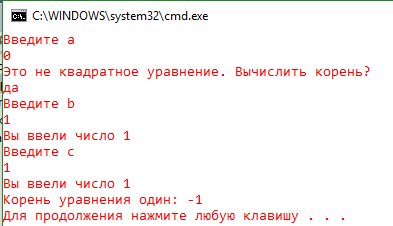 C:\WINDOWS\system32\cmd.exe
Введите a
0
Это не квадратное уравнение. Вычислить корень?
да
Введите b
1
Вы ввели число 1
Введите c
1
Вы ввели число 1
Корень уравнения один: -1
Для продолжения нажмите любую клавишу . . .